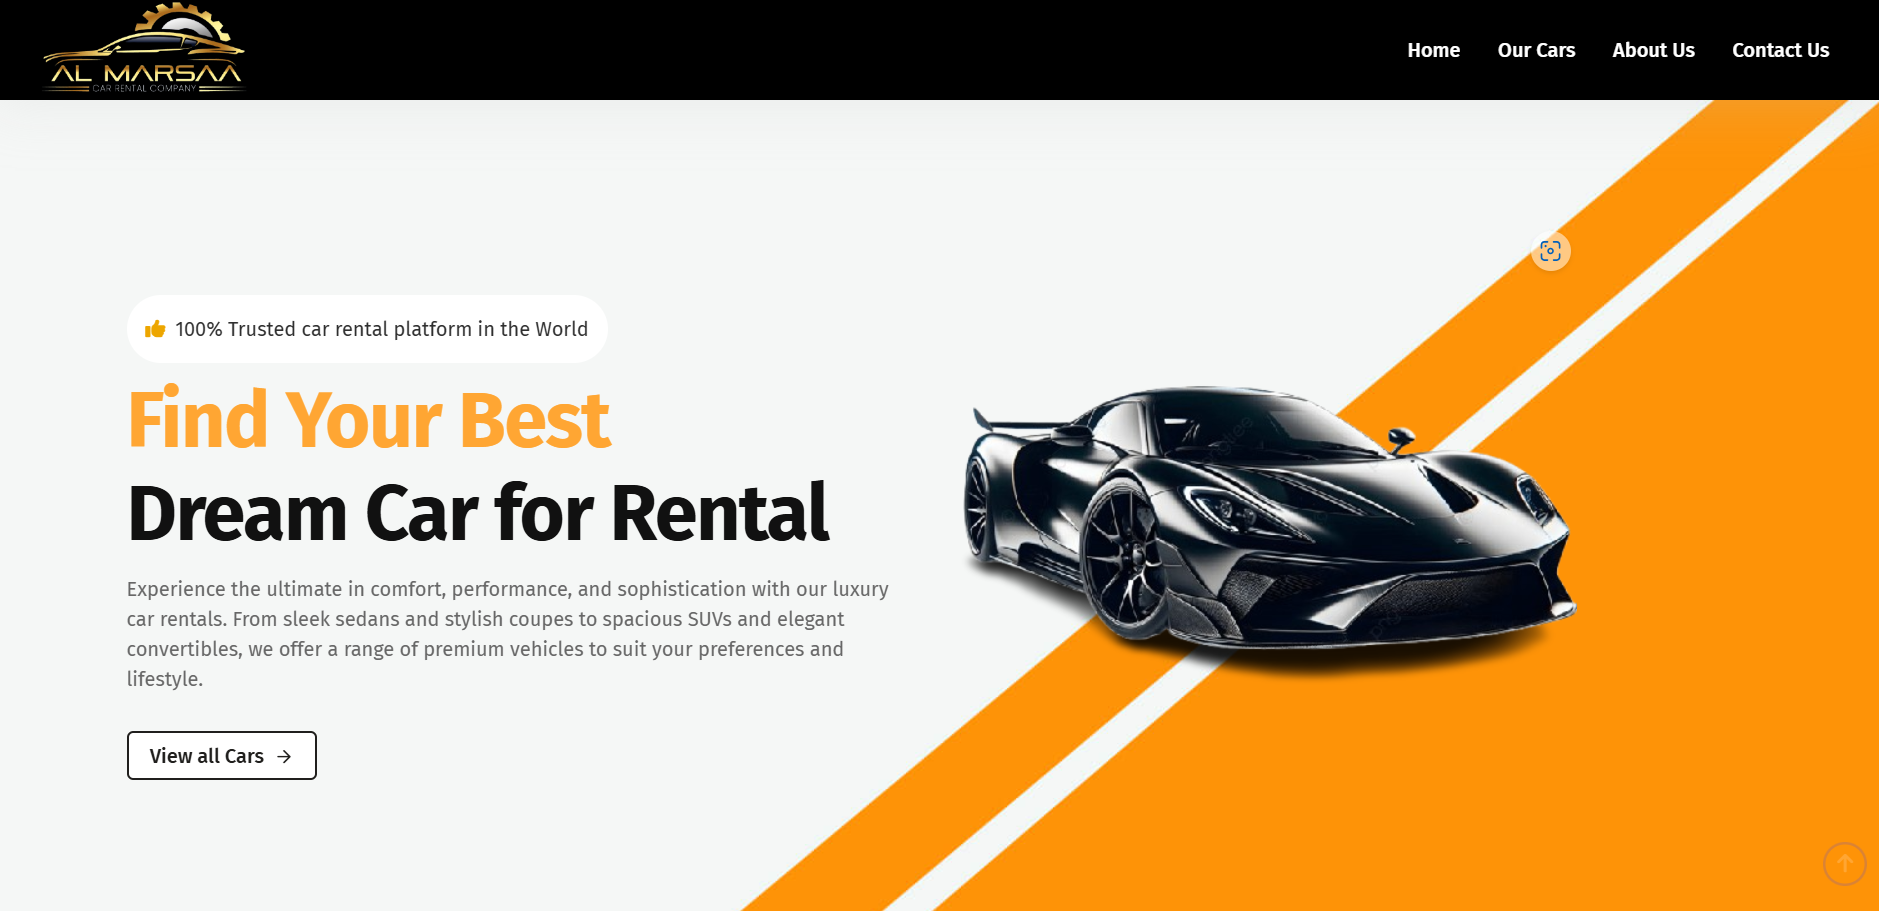 AL MARSAA
CAR RENTAL COMPANY
Home
Our Cars
About Us
Contact Us
100% Trusted car rental platform in the World
Find Your Best
Dream Car for Rental
Experience the ultimate in comfort, performance, and sophistication with our luxury
car rentals. From sleek sedans and stylish coupes to spacious SUVs and elegant
convertibles, we offer a range of premium vehicles to suit your preferences and
lifestyle.
View all Cars
pngtree
pngtree